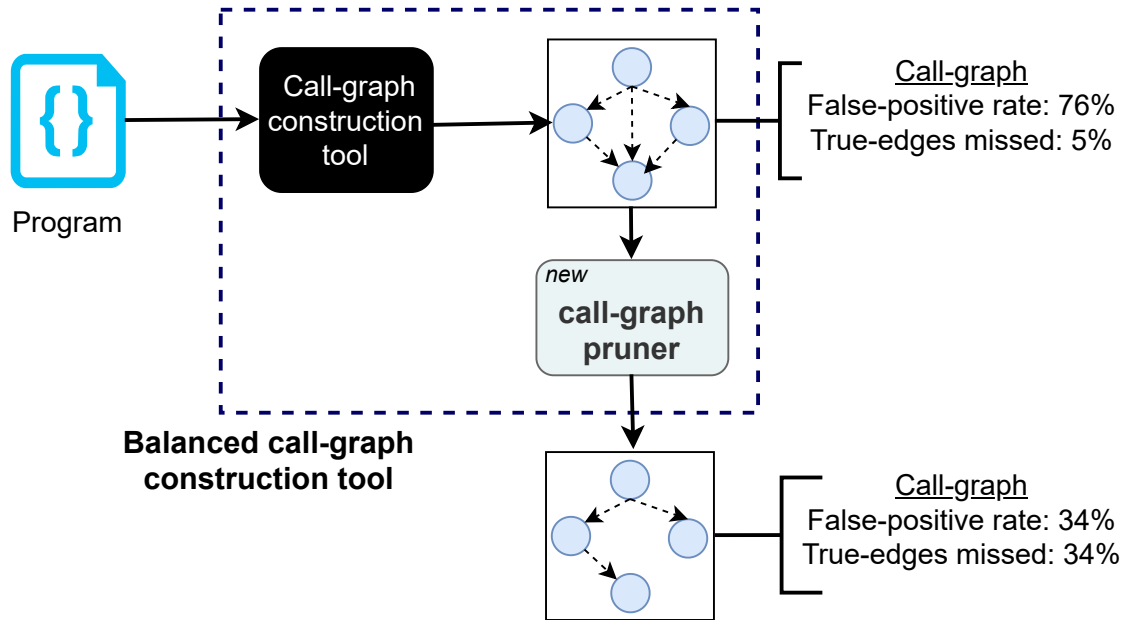 {}
Program
Call-graph
construction
tool
Call-graph
False-positive rate: 76%
True-edges missed: 5%
new
call-graph
pruner
Balanced call-graph
construction tool
Call-graph
False-positive rate: 34%
True-edges missed: 34%